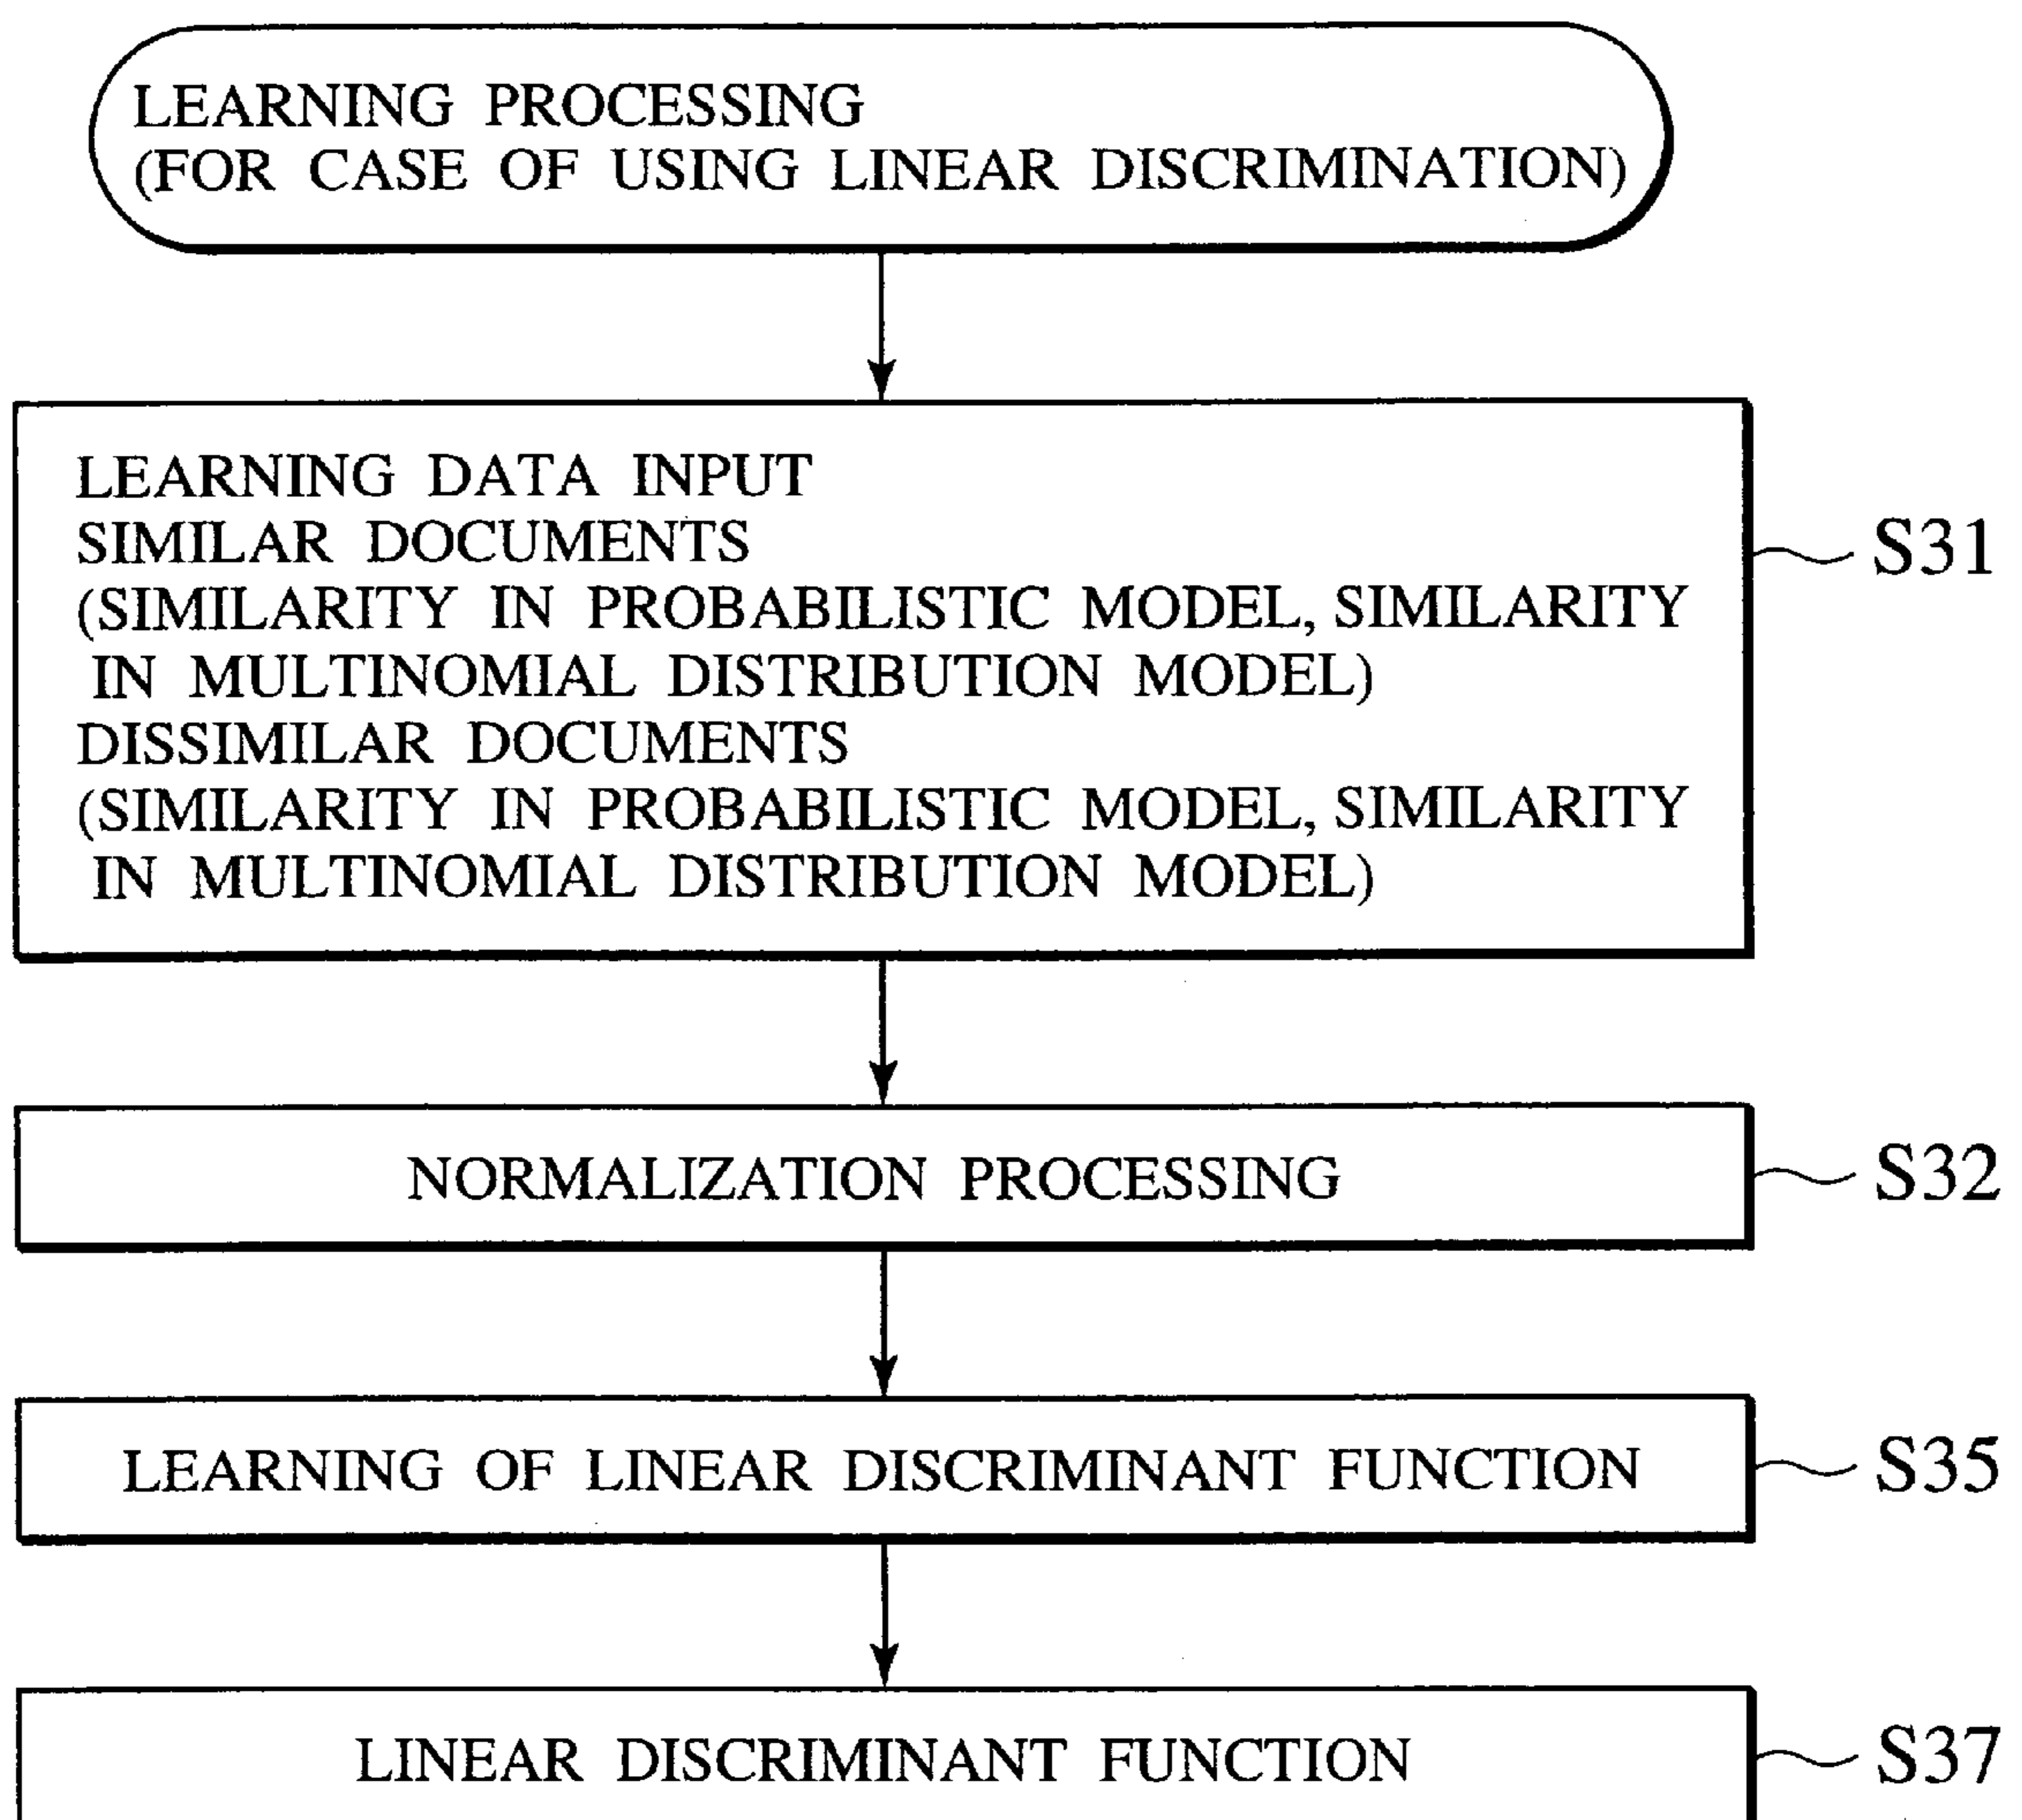 LEARNING PROCESSING
(FOR CASE OF USING LINEAR DISCRIMINATION)
LEARNING DATA INPUT
SIMILAR DOCUMENTS
(SIMILARITY IN PROBABILISTIC MODEL, SIMILARITY
IN MULTINOMIAL DISTRIBUTION MODEL)
DISSIMILAR DOCUMENTS
(SIMILARITY IN PROBABILISTIC MODEL, SIMILARITY
IN MULTINOMIAL DISTRIBUTION MODEL)
S31
NORMALIZATION PROCESSING
S32
LEARNING OF LINEAR DISCRIMINANT FUNCTION
S35
LINEAR DISCRIMINANT FUNCTION
S37